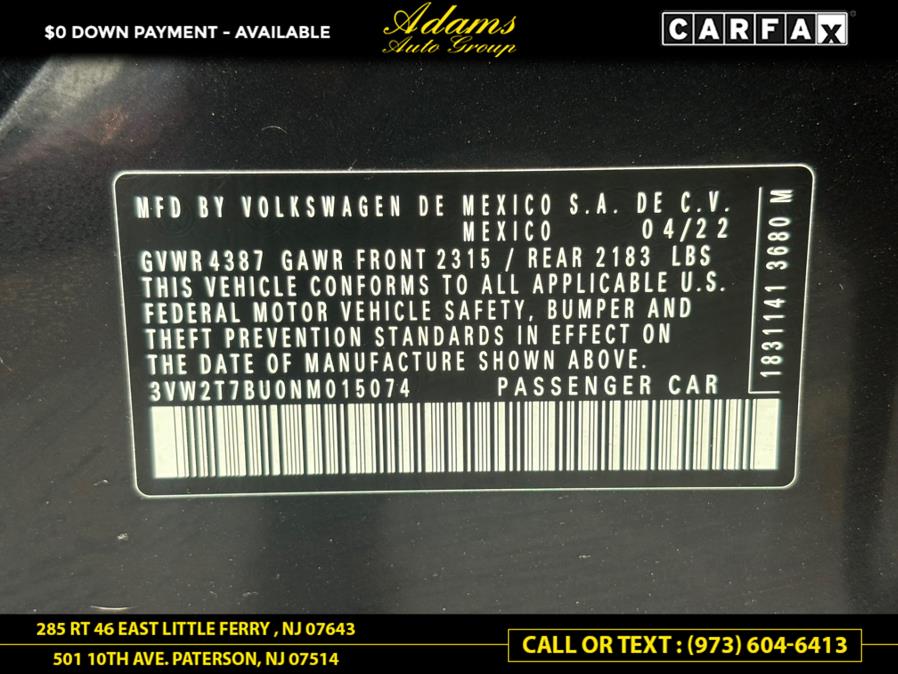 $0 DOWN PAYMENT - AVAILABLE
Adams
Auto Group
CARFAX
MFD BY VOLKSWAGEN DE MEXICO S.A. DE C.V.
MEXICO 04/22
GVWR 4387 GAWR FRONT 2315 / REAR 2183 LBS
THIS VEHICLE CONFORMS TO ALL APPLICABLE U.S.
FEDERAL MOTOR VEHICLE SAFETY, BUMPER AND
THEFT PREVENTION STANDARDS IN EFFECT ON
THE DATE OF MANUFACTURE SHOWN ABOVE.
3VW2T7BU0NM015074 PASSENGER CAR
1831141 3680 M
285 RT 46 EAST LITTLE FERRY , NJ 07643
501 10TH AVE. PATERSON, NJ 07514
CALL OR TEXT : (973) 604-6413